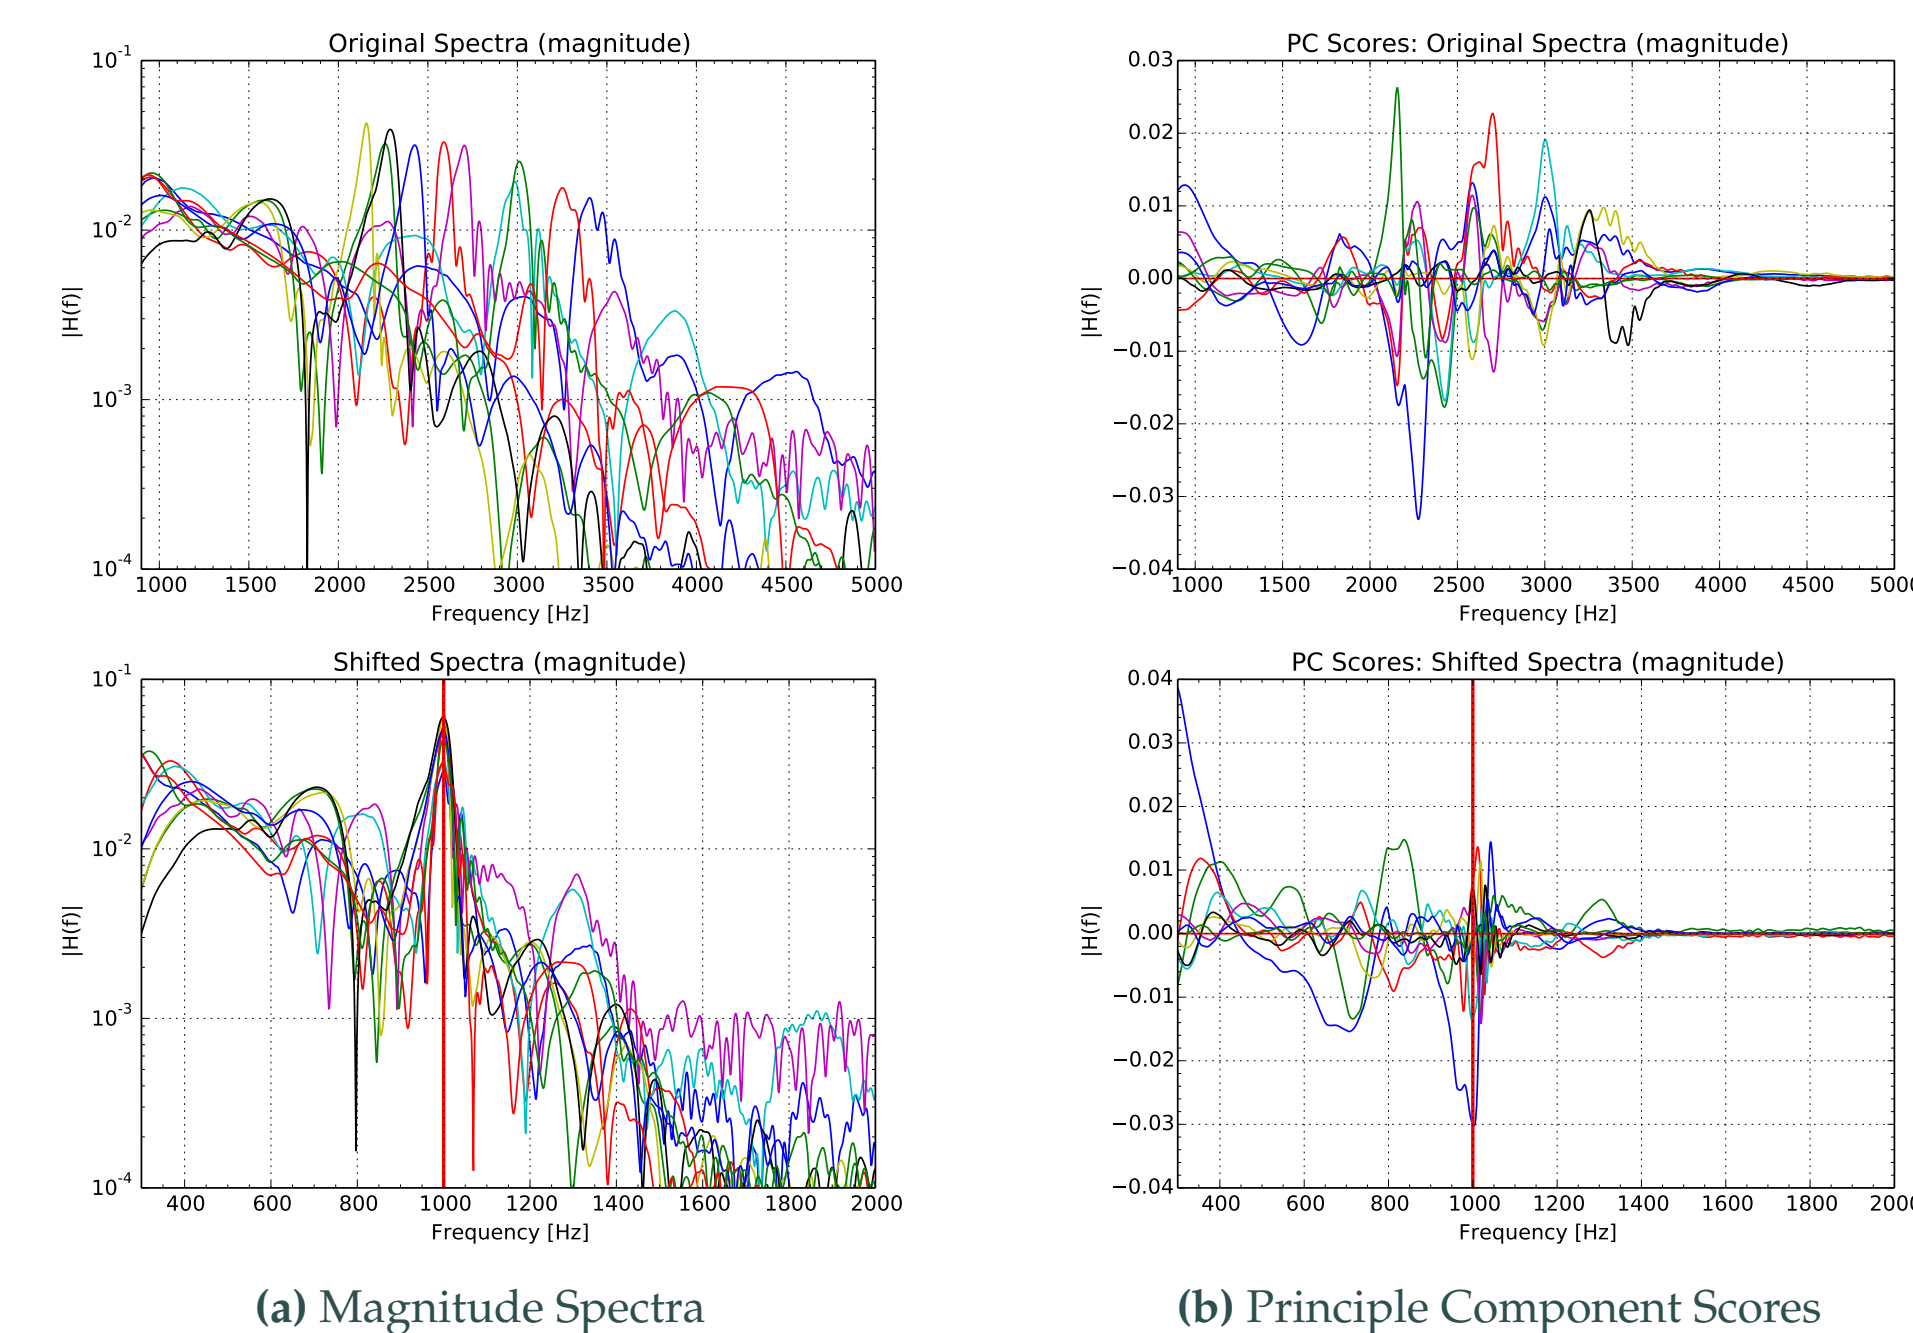 Original Spectra (magnitude)
10-1
10-2
10-3
10-4
|H(f)|
1000 1500 2000 2500 3000 3500 4000 4500 5000
Frequency [Hz]
PC Scores: Original Spectra (magnitude)
0.03
0.02
0.01
0.00
−0.01
−0.02
−0.03
−0.04
|H(f)|
1000 1500 2000 2500 3000 3500 4000 4500 5000
Frequency [Hz]
Shifted Spectra (magnitude)
10-1
10-2
10-3
10-4
|H(f)|
400 600 800 1000 1200 1400 1600 1800 2000
Frequency [Hz]
PC Scores: Shifted Spectra (magnitude)
0.04
0.03
0.02
0.01
0.00
−0.01
−0.02
−0.03
−0.04
|H(f)|
400 600 800 1000 1200 1400 1600 1800 2000
Frequency [Hz]
(a) Magnitude Spectra
(b) Principle Component Scores